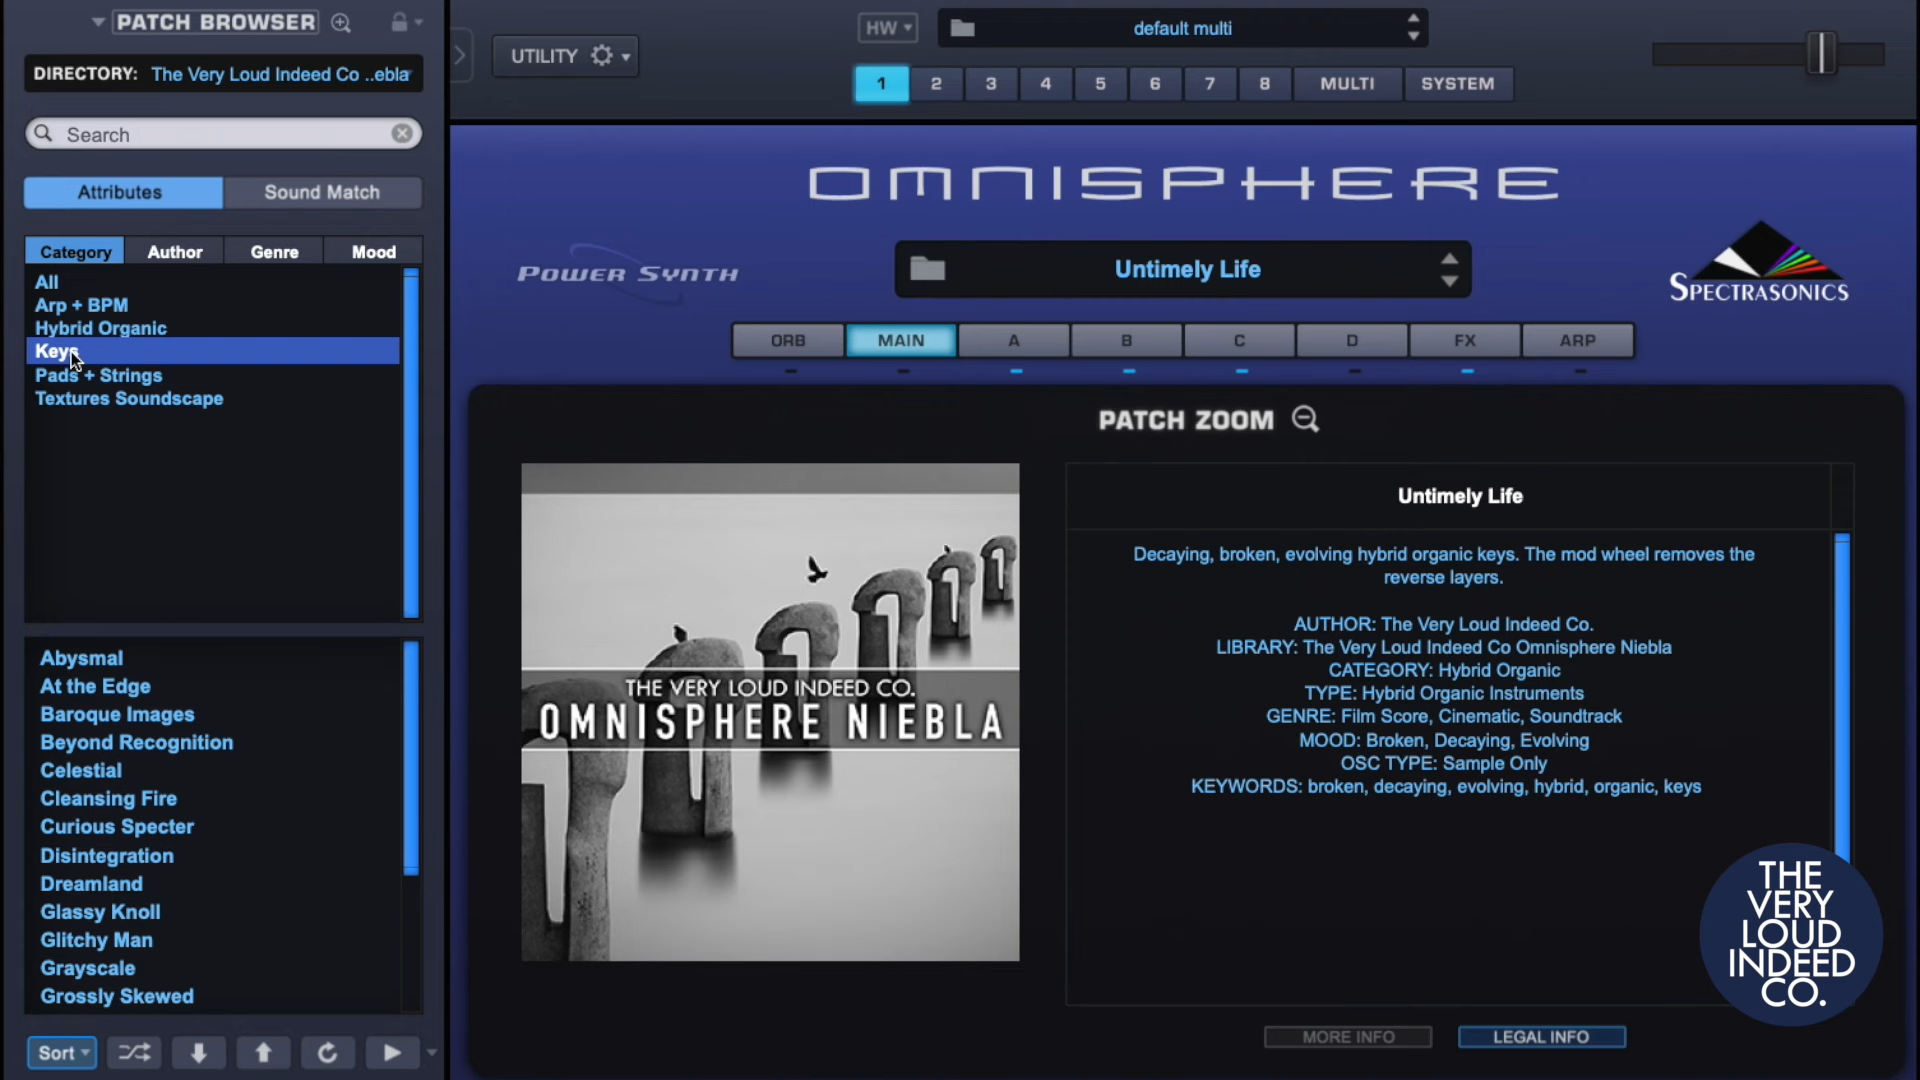 PATCH BROWSER
DIRECTORY: The Very Loud Indeed Co ..ebla
Search
Attributes
Sound Match
Category
Author
Genre
Mood
All
Arp + BPM
Hybrid Organic
Keys
Pads + Strings
Textures Soundscape
Abysmal
At the Edge
Baroque Images
Beyond Recognition
Celestial
Cleansing Fire
Curious Specter
Disintegration
Dreamland
Glassy Knoll
Glitchy Man
Grayscale
Grossly Skewed
Sort
UTILITY
HW
default multi
1 2 3 4 5 6 7 8 MULTI SYSTEM
OMNISPHERE
POWER SYNTH
Untimely Life
SPECTRASONICS
ORB MAIN A B C D FX ARP
PATCH ZOOM
THE VERY LOUD INDEED CO.
OMNISPHERE NIEBLA
Untimely Life
Decaying, broken, evolving hybrid organic keys. The mod wheel removes the
reverse layers.
AUTHOR: The Very Loud Indeed Co.
LIBRARY: The Very Loud Indeed Co Omnisphere Niebla
CATEGORY: Hybrid Organic
TYPE: Hybrid Organic Instruments
GENRE: Film Score, Cinematic, Soundtrack
MOOD: Broken, Decaying, Evolving
OSC TYPE: Sample Only
KEYWORDS: broken, decaying, evolving, hybrid, organic, keys
MORE INFO
LEGAL INFO
THE
VERY
LOUD
INDEED
CO.